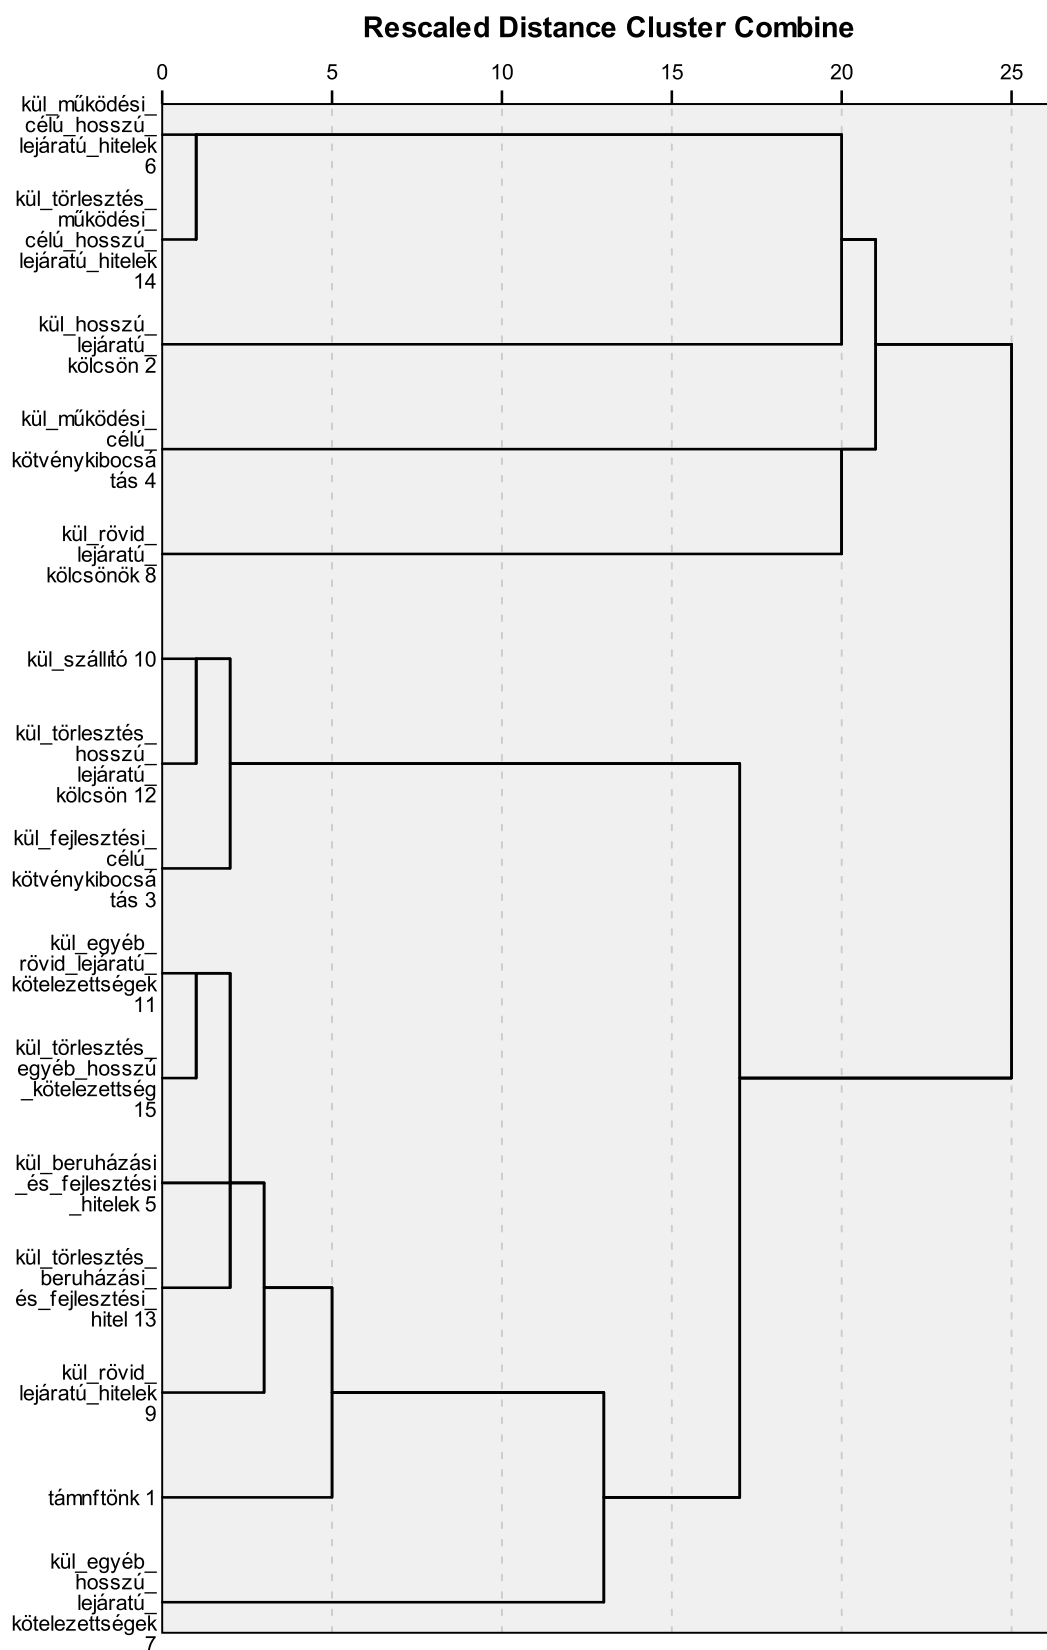 Rescaled Distance Cluster Combine
0 5 10 15 20 25
kül_működési_
célú_hosszú_
lejáratú_hitelek
6
kül_törlesztés_
működési_
célú_hosszú_
lejáratú_hitelek
14
kül_hosszú_
lejáratú_
kölcsön 2
kül_működési_
célú_
kötvénykibocsá
tás 4
kül_rövid_
lejáratú_
kölcsönök 8
kül_szállító 10
kül_törlesztés_
hosszú_
lejáratú_
kölcsön 12
kül_fejlesztési_
célú_
kötvénykibocsá
tás 3
kül_egyéb_
rövid_lejáratú_
kötelezettségek
11
kül_törlesztés_
egyéb_hosszú
_kötelezettség
15
kül_beruházási
_és_fejlesztési
_hitelek 5
kül_törlesztés_
beruházási_
és_fejlesztési_
hitel 13
kül_rövid_
lejáratú_hitelek
9
támnftönk 1
kül_egyéb_
hosszú_
lejáratú_
kötelezettségek
7